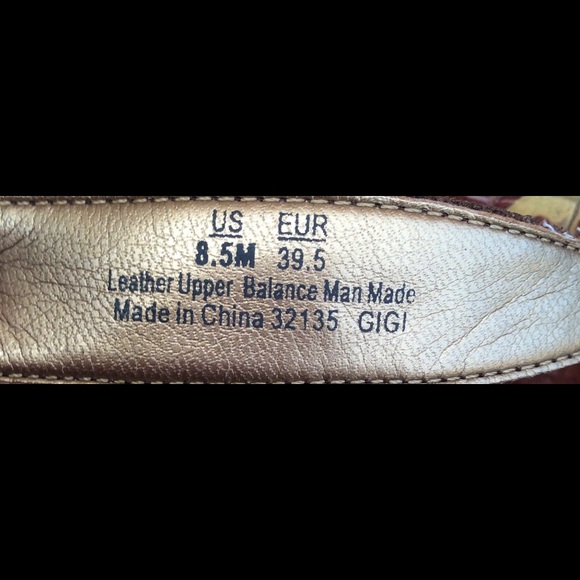 US EUR
8.5M 39.5
Leather Upper Balance Man Made
Made in China 32135 GIGI